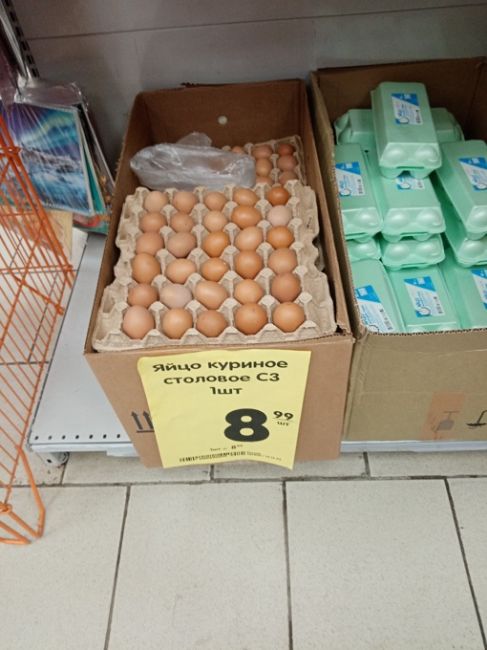 Яйцо куриное
столовое С3
1шт
8 99
шт